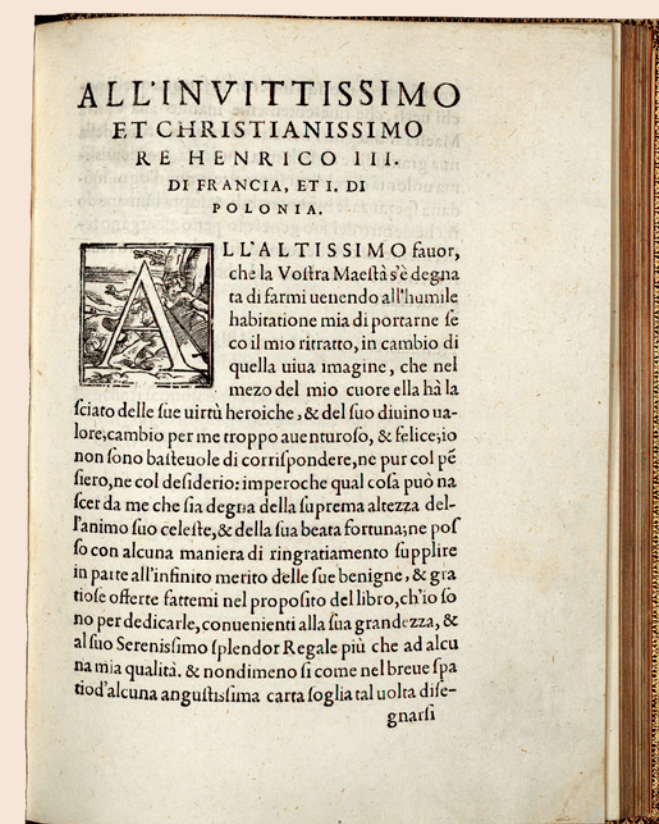 ALL'INVITTISSIMO
ET CHRISTIANISSIMO
RE HENRICO III.
DI FRANCIA, ET I. DI
POLONIA.
ALL'ALTISSIMO fauor,
che la Voſtra Maeſtà s'è degna
ta di farmi uenendo all'humile
habitatione mia di portarne ſe
co il mio ritratto, in cambio di
quella uiua imagine, che nel
mezo del mio cuore ella hà la
ſciato delle ſue uirtù heroiche, & del ſuo diuino ua-
lore; cambio per me troppo auenturoſo, & felice; io
non ſono baſteuole di corriſpondere, ne pur col pẽ
ſiero, ne col deſiderio: imperoche qual coſa può na
ſcer da me che ſia degna della ſuprema altezza del-
l'animo ſuo celeſte, & della ſua beata fortuna; ne poſ
ſo con alcuna maniera di ringratiamento ſupplire
in parte all'infinito merito delle ſue benigne, & gra
tioſe offerte fattemi nel propoſito del libro, ch'io ſo
no per dedicarle, conuenienti alla ſua grandezza, &
al ſuo Sereniſſimo ſplendor Regale più che ad alcu
na mia qualità. & nondimeno ſi come nel breue ſpa
tio d'alcuna anguſtiſsima carta ſoglia tal uolta diſe-
gnarſi